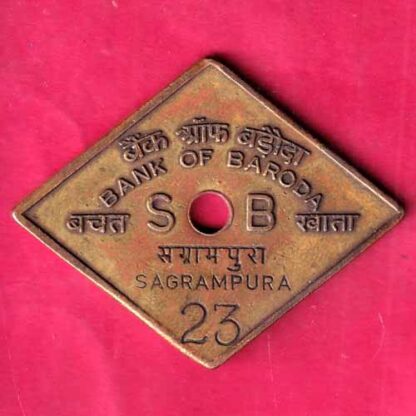 बैंक ऑफ बड़ौदा
BANK OF BARODA
बचत S B खाता
सग्रामपुरा
SAGRAMPURA
23